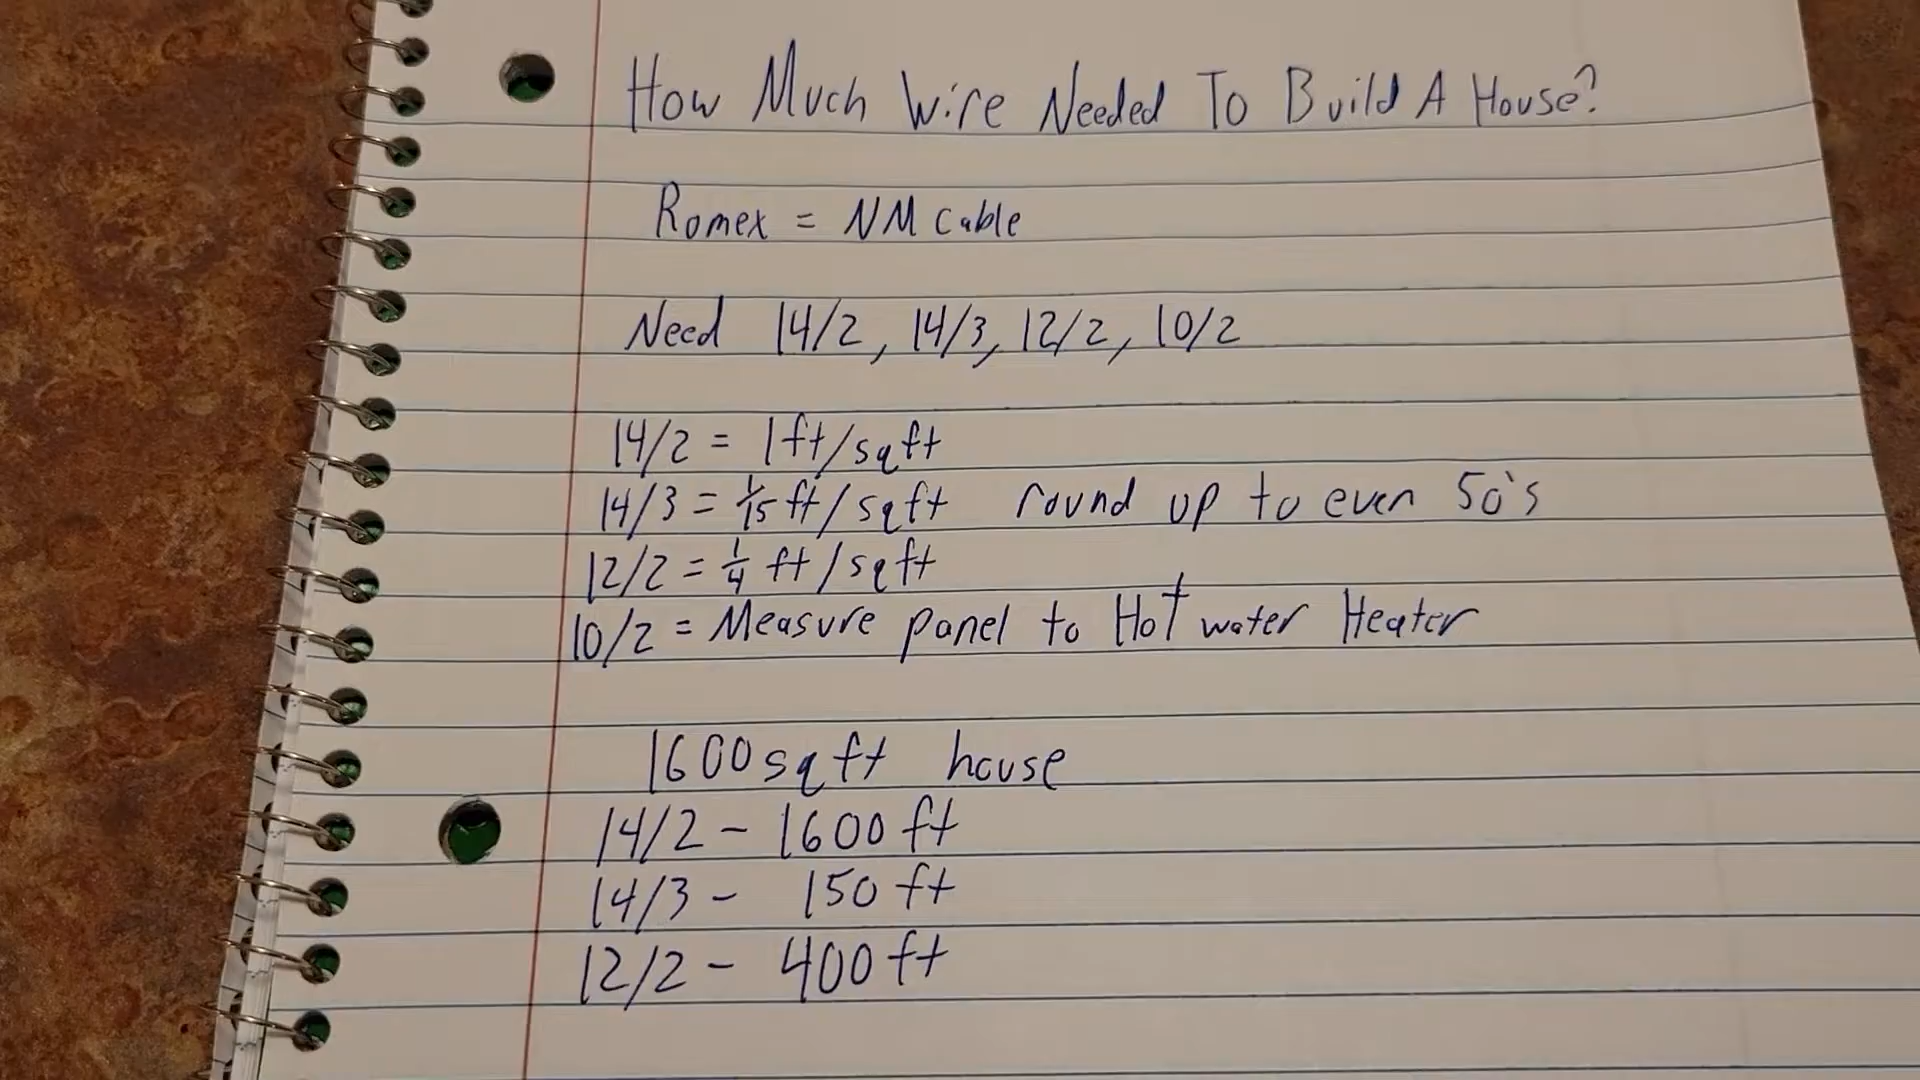 How Much Wire Needed To Build A House?
Romex = NM Cable
Need 14/2, 14/3, 12/2, 10/2
14/2 = 1ft/sqft
14/3 = 1/15 ft/sqft round up to even 50's
12/2 = 1/4 ft/sqft
10/2 = Measure panel to Hot water Heater
1600sqft house
14/2 - 1600 ft
14/3 - 150 ft
12/2 - 400 ft